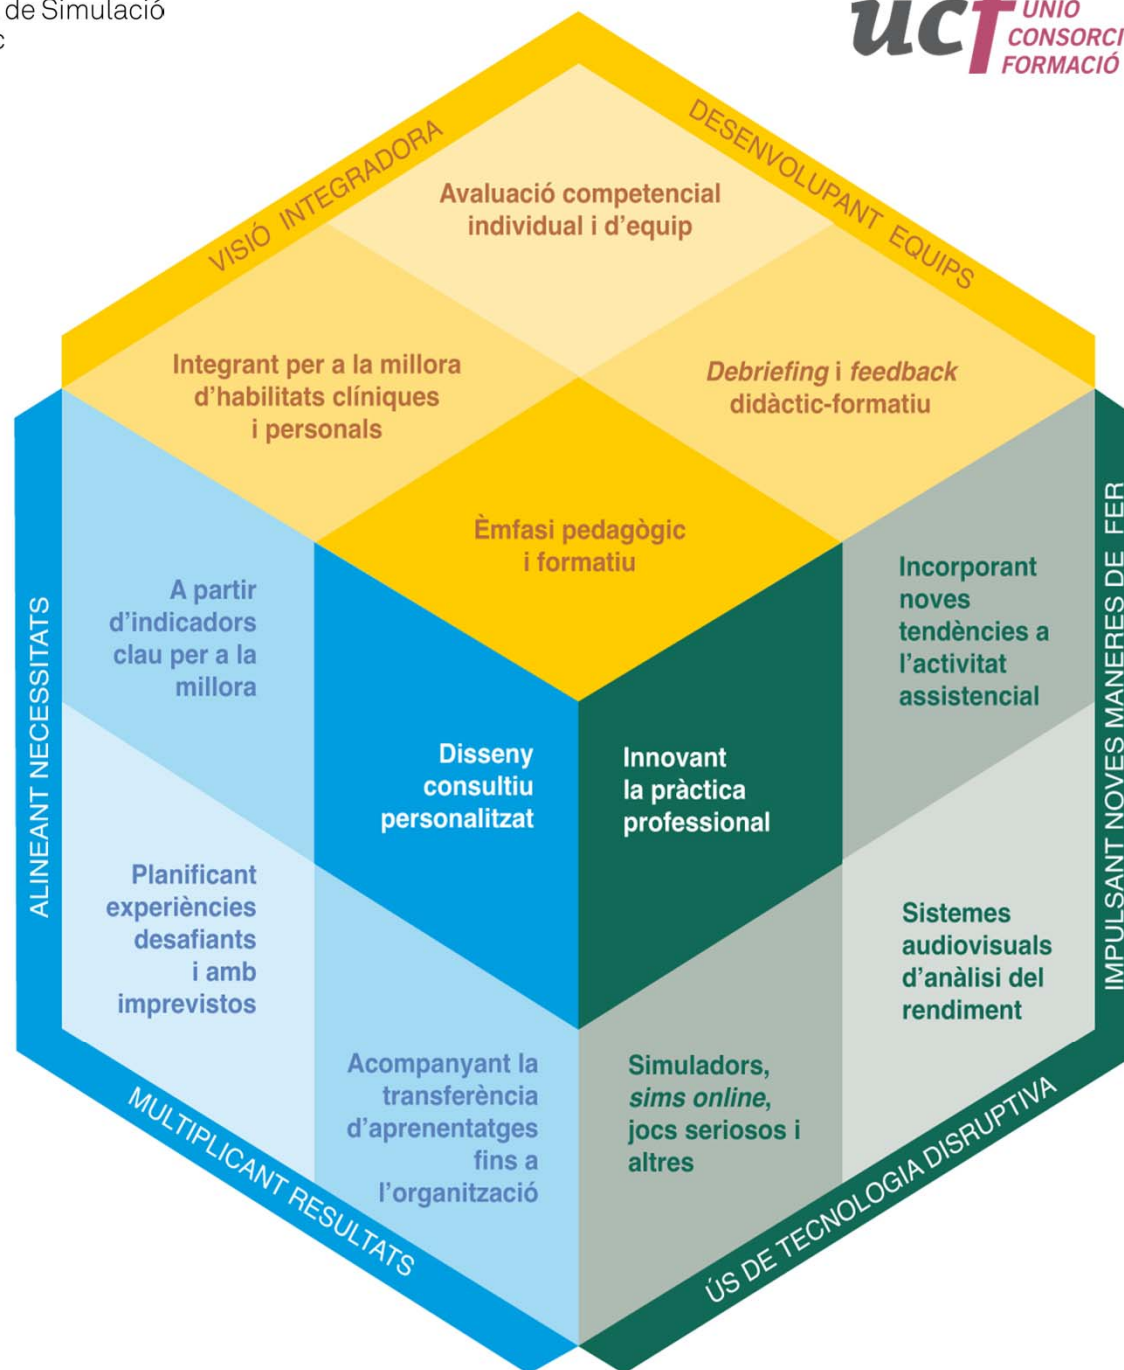 de Simulació
c
uct UNIÓ
CONSORCI
FORMACIÓ
VISIÓ INTEGRADORA
DESENVOLUPANT EQUIPS
Avaluació competencial
individual i d’equip
Integrant per a la millora
d’habilitats clíniques
i personals
Debriefing i feedback
didàctic-formatiu
Èmfasi pedagògic
i formatiu
ALINEANT NECESSITATS
A partir
d’indicadors
clau per a la
millora
Disseny
consultiu
personalitzat
Planificant
experiències
desafiants
i amb
imprevistos
Acompanyant la
transferència
d’aprenentatges
fins a
l’organització
MULTIPLICANT RESULTATS
Innovant
la pràctica
professional
Incorporant
noves
tendències a
l’activitat
assistencial
Sistemes
audiovisuals
d’anàlisi del
rendiment
Simuladors,
sims online,
jocs seriosos i
altres
IMPULSANT NOVES MANERES DE FER
ÚS DE TECNOLOGIA DISRUPTIVA